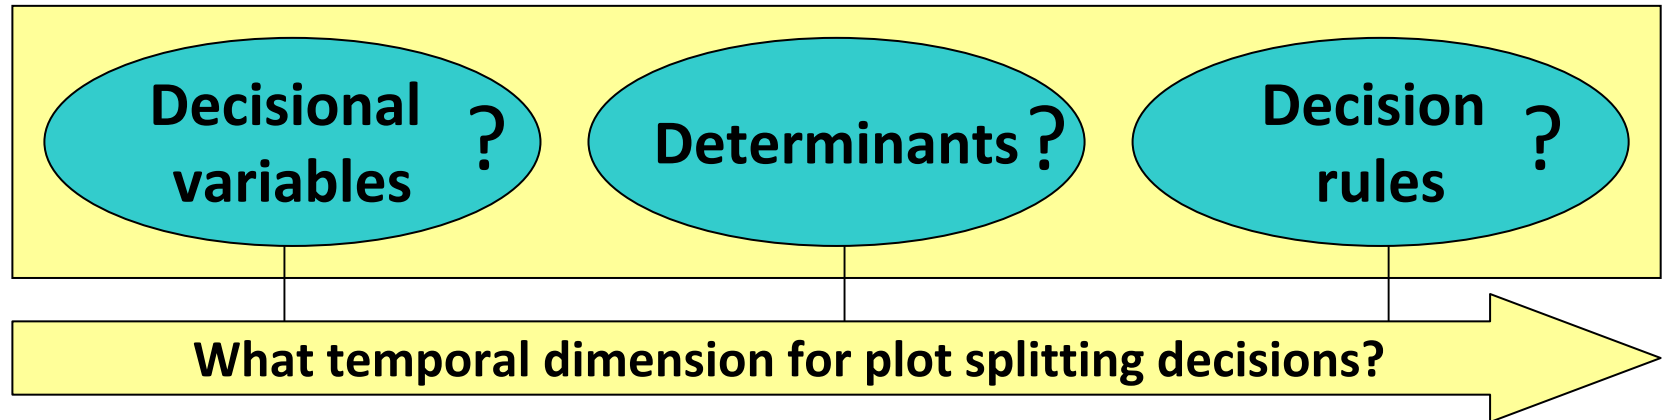 Decisional
variables ?
Determinants ?
Decision
rules ?
What temporal dimension for plot splitting decisions?